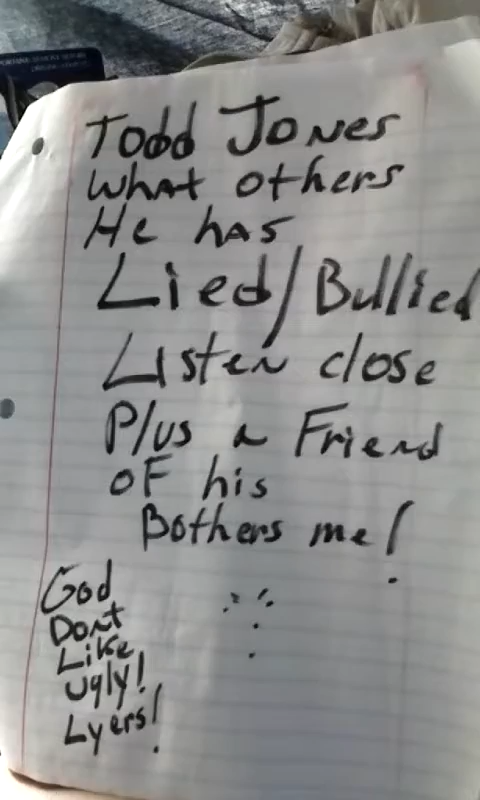 Todd Jones
What others
He has
Lied/Bullied
Listen close
Plus a Friend
of his
Bothers me!
God
Dont
Like
Ugly!
Lyers!